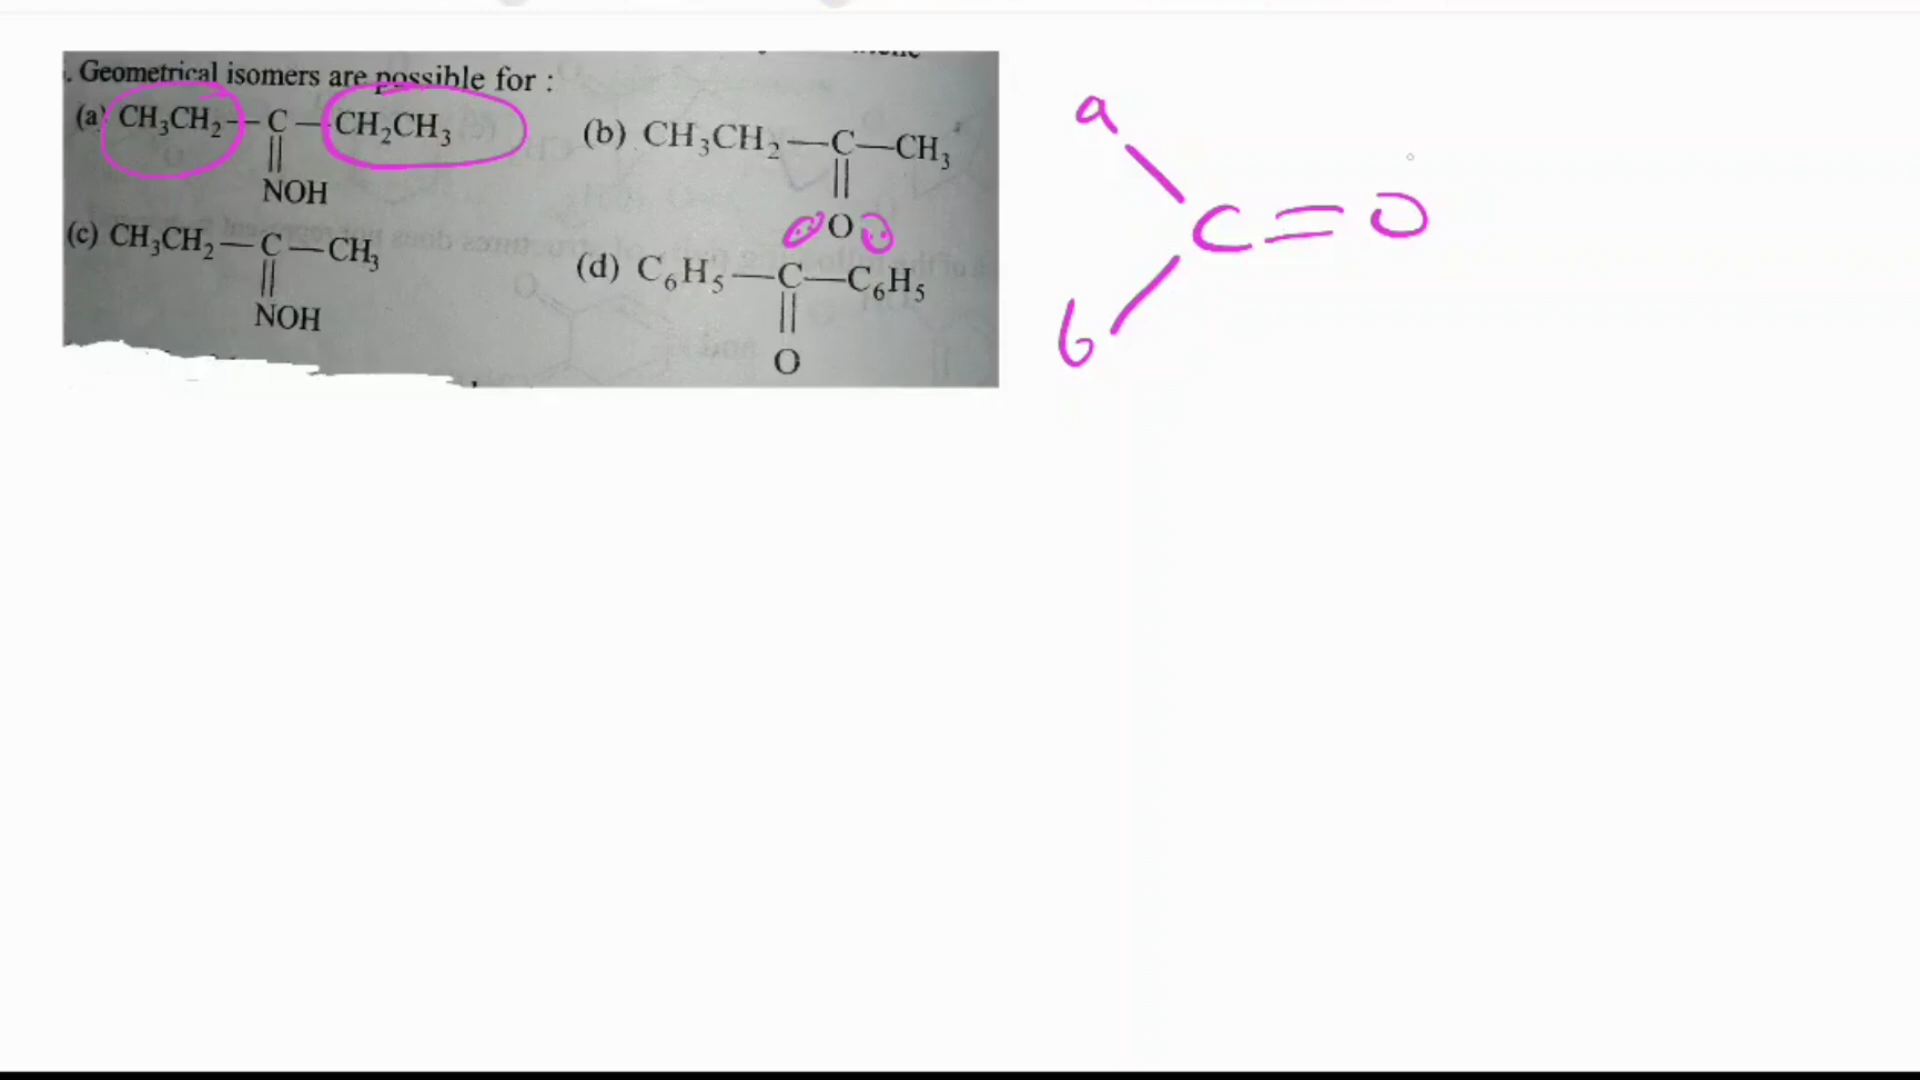 . Geometrical isomers are possible for :
(a) CH₃CH₂—C—CH₂CH₃
||
NOH
(b) CH₃CH₂—C—CH₃
||
O
(c) CH₃CH₂—C—CH₃
||
NOH
(d) C₆H₅—C—C₆H₅
||
O
a
C=O
b